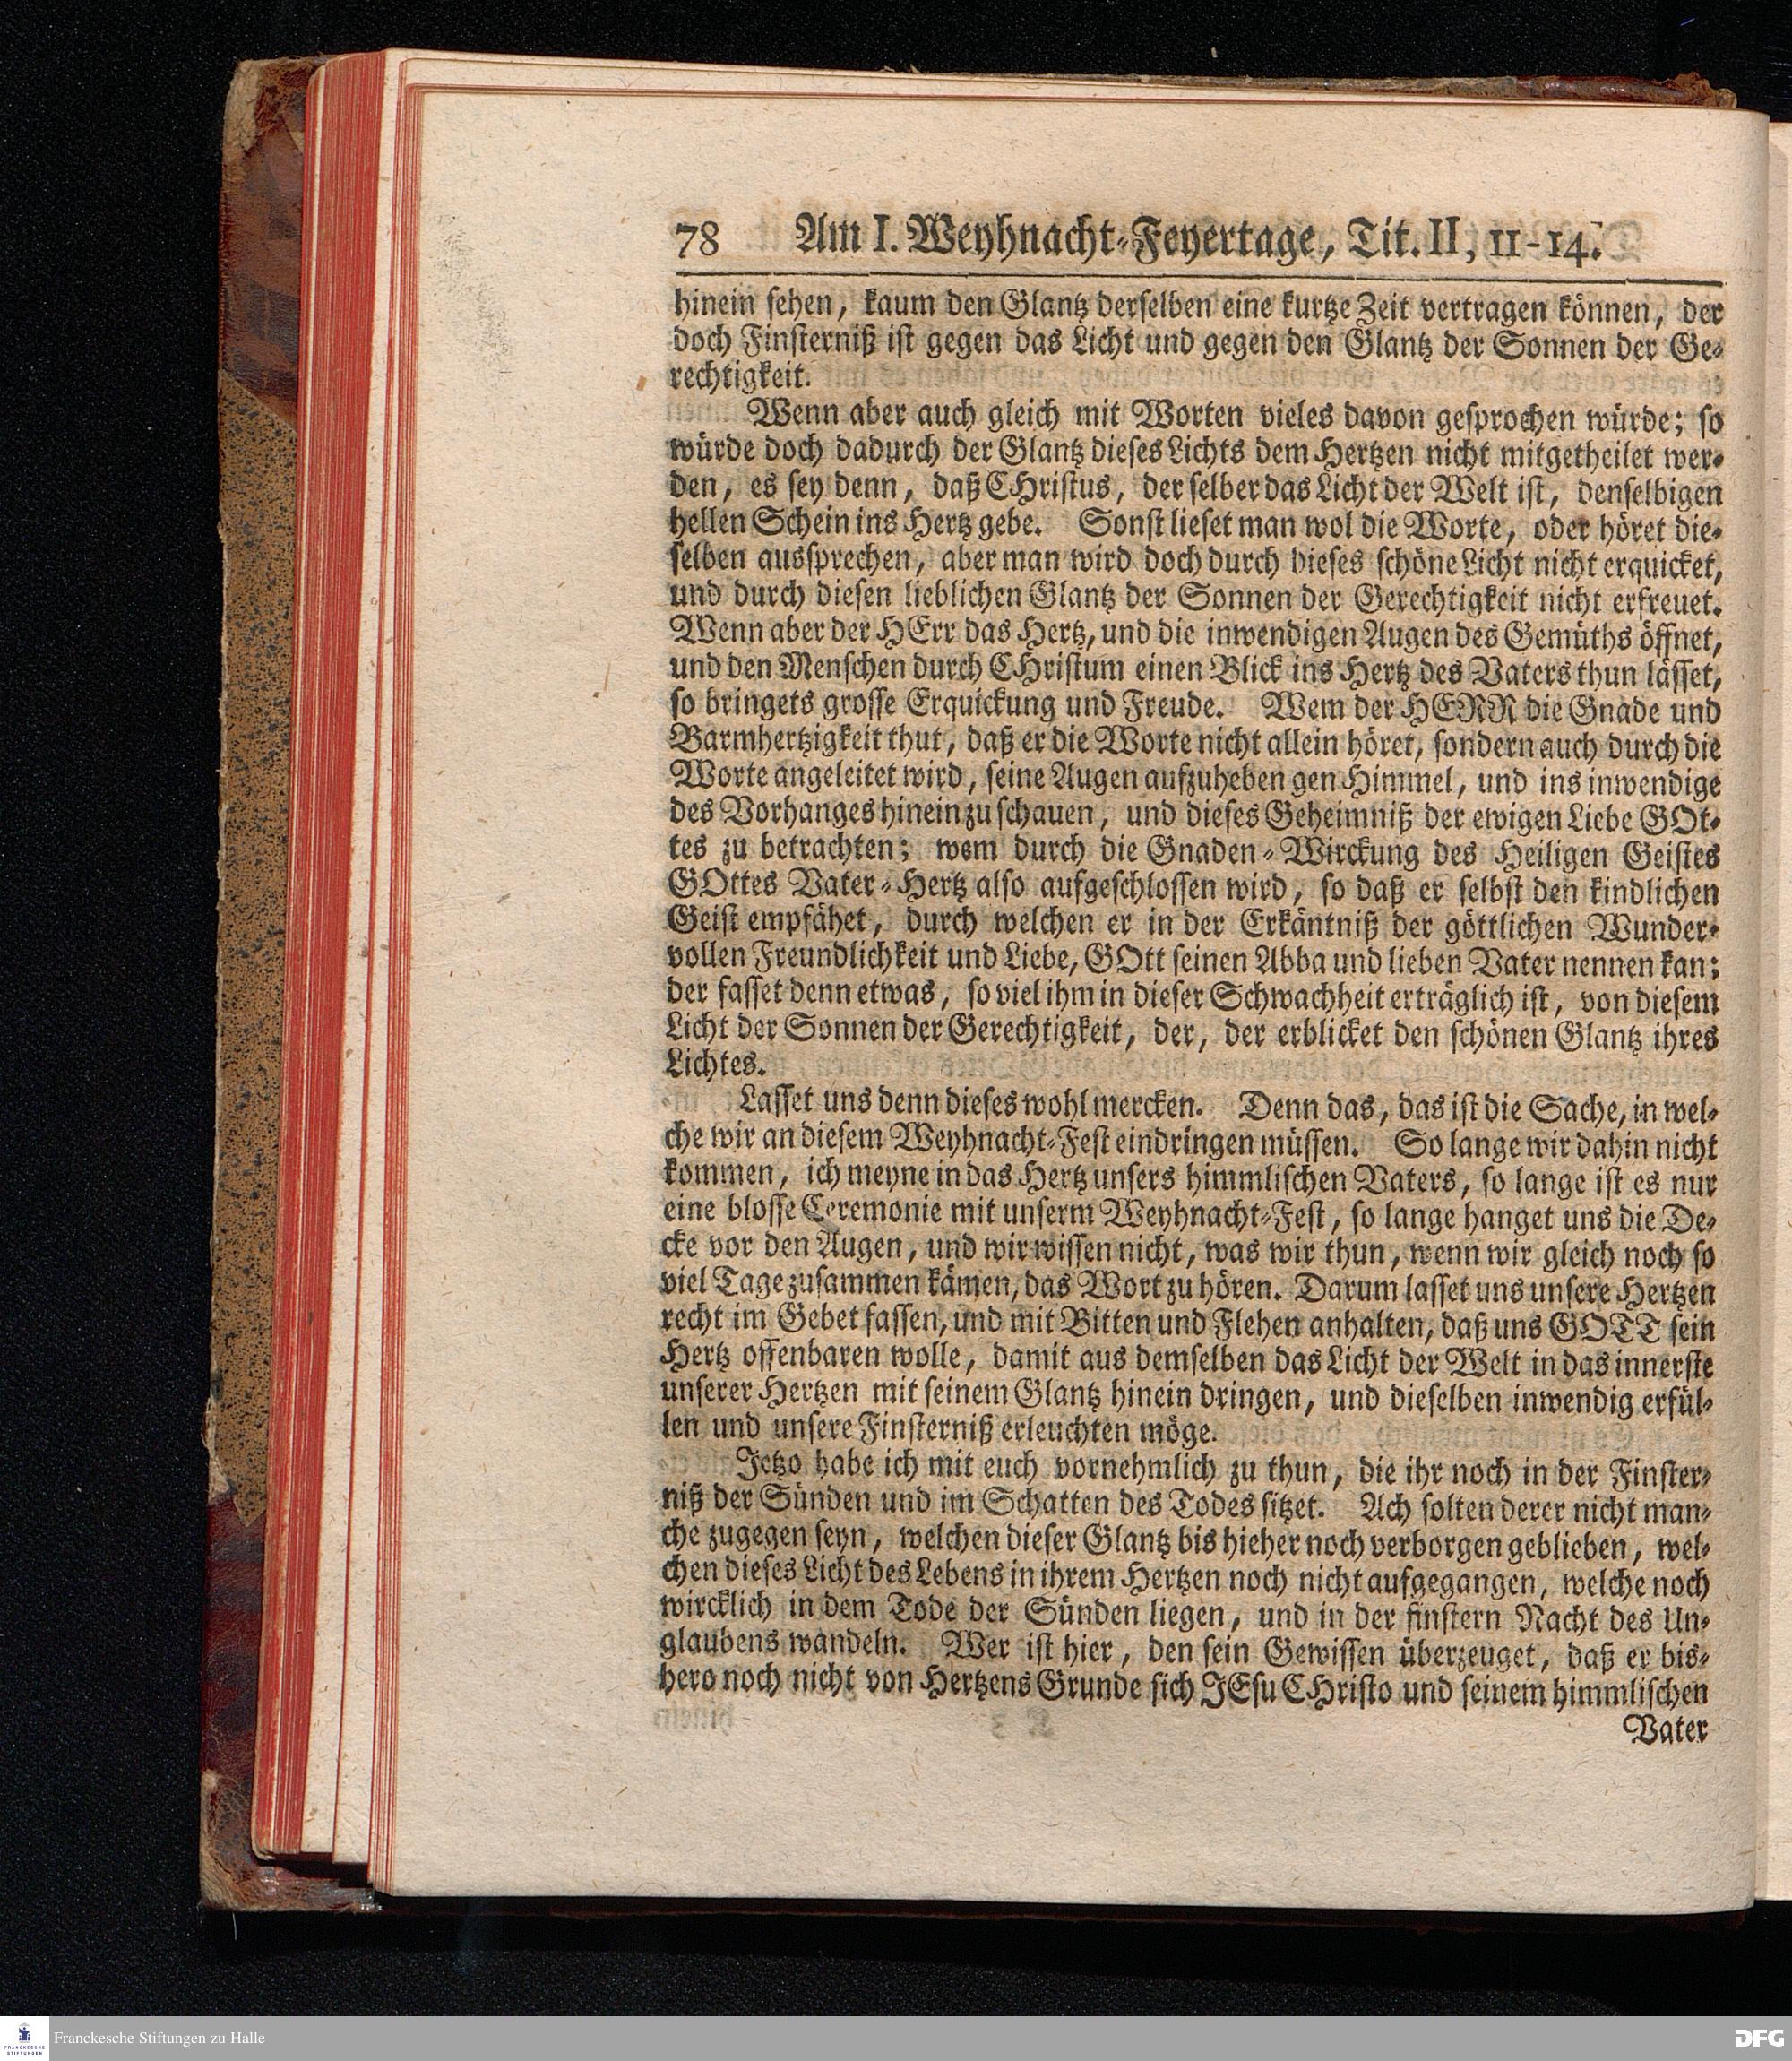 78 Am I. Weyhnacht-Feyertage, Tit. II, 11-14.
hinein sehen, kaum den Glantz derselben eine kurtze Zeit vertragen können, der
doch Finsterniß ist gegen das Licht und gegen den Glantz der Sonnen der Ge-
rechtigkeit.
Wenn aber auch gleich mit Worten vieles davon gesprochen würde; so
würde doch dadurch der Glantz dieses Lichts dem Hertzen nicht mitgetheilet wer-
den, es sey denn, daß CHristus, der selber das Licht der Welt ist, denselbigen
hellen Schein ins Hertz gebe. Sonst lieset man wol die Worte, oder höret die-
selben aussprechen, aber man wird doch durch dieses schöne Licht nicht erquicket,
und durch diesen lieblichen Glantz der Sonnen der Gerechtigkeit nicht erfreuet.
Wenn aber der HErr das Hertz, und die inwendigen Augen des Gemüths öffnet,
und den Menschen durch CHristum einen Blick ins Hertz des Vaters thun lässet,
so bringets grosse Erquickung und Freude. Wem der HERR die Gnade und
Barmhertzigkeit thut, daß er die Worte nicht allein höret, sondern auch durch die
Worte angeleitet wird, seine Augen aufzuheben gen Himmel, und ins inwendige
des Vorhanges hinein zu schauen, und dieses Geheimniß der ewigen Liebe GOt-
tes zu betrachten; wem durch die Gnaden-Wirckung des Heiligen Geistes
GOttes Vater-Hertz also aufgeschlossen wird, so daß er selbst den kindlichen
Geist empfähet, durch welchen er in der Erkäntniß der göttlichen Wunder-
vollen Freundlichkeit und Liebe, GOtt seinen Abba und lieben Vater nennen kan;
der fasset denn etwas, so viel ihm in dieser Schwachheit erträglich ist, von diesem
Licht der Sonnen der Gerechtigkeit, der, der erblicket den schönen Glantz ihres
Lichtes.
Lasset uns denn dieses wohl mercken. Denn das, das ist die Sache, in wel-
che wir an diesem Weyhnacht-Fest eindringen müssen. So lange wir dahin nicht
kommen, ich meyne in das Hertz unsers himmlischen Vaters, so lange ist es nur
eine blosse Ceremonie mit unserm Weyhnacht-Fest, so lange hanget uns die De-
cke vor den Augen, und wir wissen nicht, was wir thun, wenn wir gleich noch so
viel Tage zusammen kämen, das Wort zu hören. Darum lasset uns unsere Hertzen
recht im Gebet fassen, und mit Bitten und Flehen anhalten, daß uns GOTT sein
Hertz offenbaren wolle, damit aus demselben das Licht der Welt in das innerste
unserer Hertzen mit seinem Glantz hinein dringen, und dieselben inwendig erfül-
len und unsere Finsterniß erleuchten möge.
Jetzo habe ich mit euch vornehmlich zu thun, die ihr noch in der Finster-
niß der Sünden und im Schatten des Todes sitzet. Ach solten derer nicht man-
che zugegen seyn, welchen dieser Glantz bis hieher noch verborgen geblieben, wel-
chen dieses Licht des Lebens in ihrem Hertzen noch nicht aufgegangen, welche noch
wircklich in dem Tode der Sünden liegen, und in der finstern Nacht des Un-
glaubens wandeln. Wer ist hier, den sein Gewissen überzeuget, daß er bis-
hero noch nicht von Hertzens Grunde sich JEsu CHristo und seinem himmlischen
Vater
FRANCKESCHE
STIFTUNGEN
Franckesche Stiftungen zu Halle
DFG